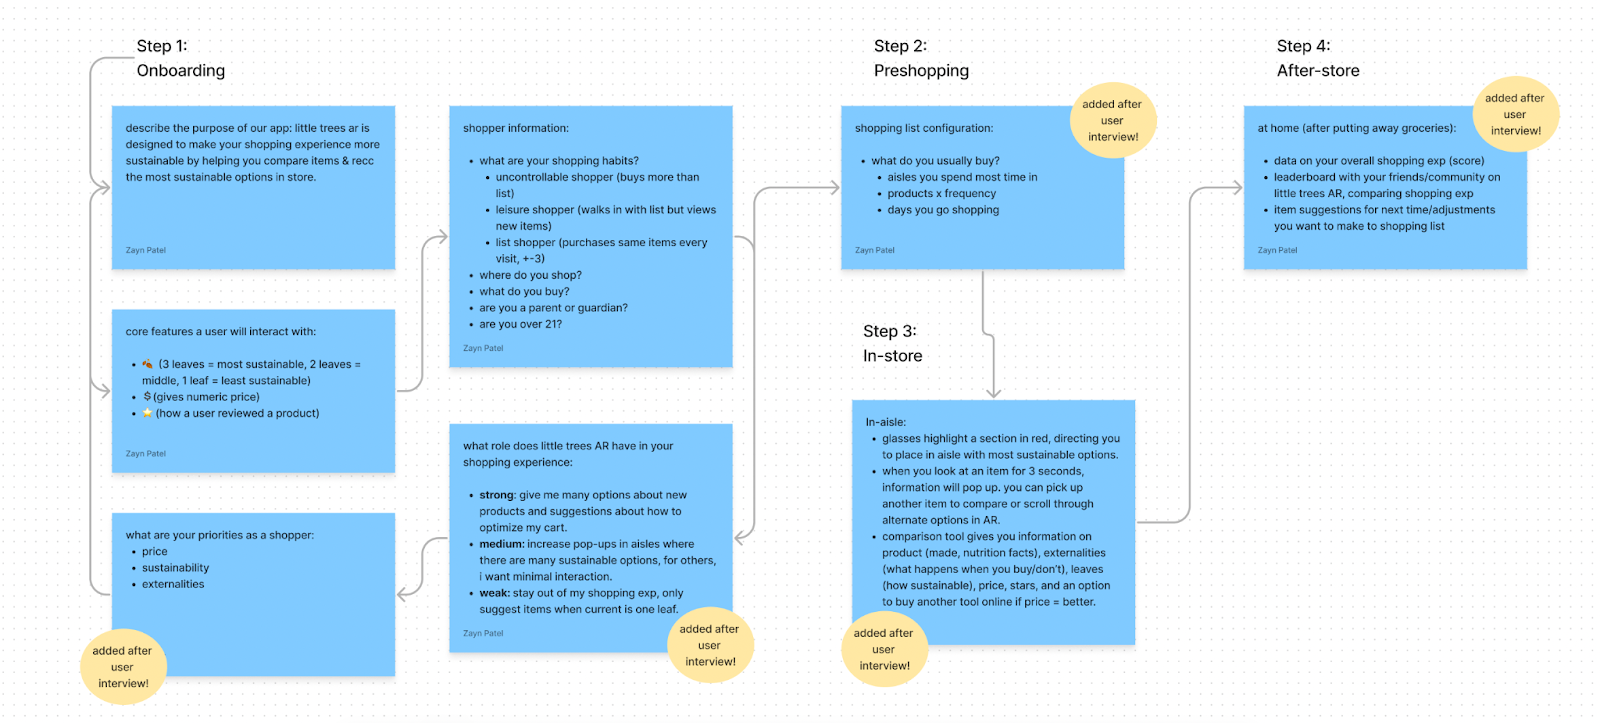 Step 1:
Onboarding
describe the purpose of our app: little trees ar is
designed to make your shopping experience more
sustainable by helping you compare items & recc
the most sustainable options in store.
Zayn Patel
core features a user will interact with:
• 🍂 (3 leaves = most sustainable, 2 leaves =
middle, 1 leaf = least sustainable)
• $ (gives numeric price)
• ⭐ (how a user reviewed a product)
Zayn Patel
what are your priorities as a shopper:
• price
• sustainability
• externalities
added after
user
interview!
shopper information:
• what are your shopping habits?
• uncontrollable shopper (buys more than
list)
• leisure shopper (walks in with list but views
new items)
• list shopper (purchases same items every
visit, +-3)
• where do you shop?
• what do you buy?
• are you a parent or guardian?
• are you over 21?
Zayn Patel
what role does little trees AR have in your
shopping experience:
• strong: give me many options about new
products and suggestions about how to
optimize my cart.
• medium: increase pop-ups in aisles where
there are many sustainable options, for others,
i want minimal interaction.
• weak: stay out of my shopping exp, only
suggest items when current is one leaf.
Zayn Patel
added after
user
interview!
Step 2:
Preshopping
shopping list configuration:
• what do you usually buy?
• aisles you spend most time in
• products x frequency
• days you go shopping
Zayn Patel
added after
user
interview!
Step 3:
In-store
In-aisle:
• glasses highlight a section in red, directing you
to place in aisle with most sustainable options.
• when you look at an item for 3 seconds,
information will pop up. you can pick up
another item to compare or scroll through
alternate options in AR.
• comparison tool gives you information on
product (made, nutrition facts), externalities
(what happens when you buy/don't), leaves
(how sustainable), price, stars, and an option
to buy another tool online if price = better.
added after
user
interview!
Step 4:
After-store
at home (after putting away groceries):
• data on your overall shopping exp (score)
• leaderboard with your friends/community on
little trees AR, comparing shopping exp
• item suggestions for next time/adjustments
you want to make to shopping list
Zayn Patel
added after
user
interview!